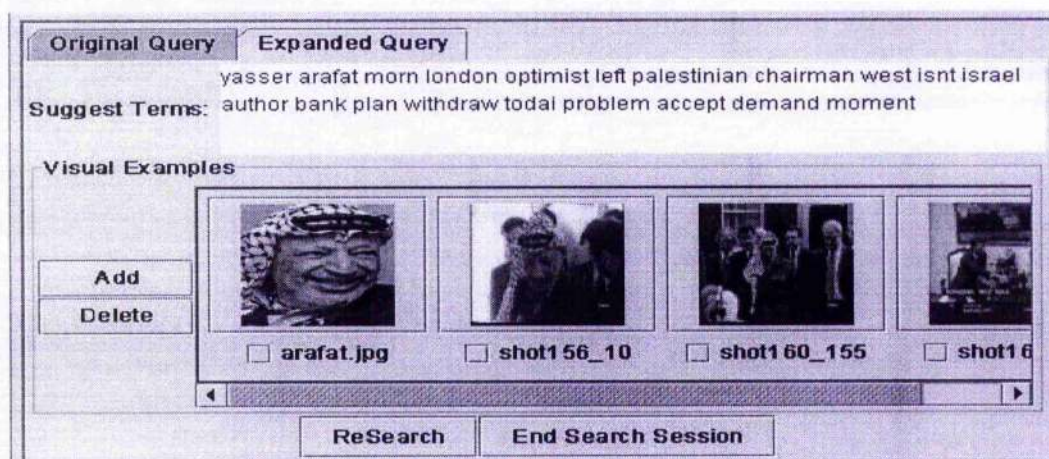 Original Query Expanded Query
yasser arafat morn london optimist left palestinian chairman west isnt israel
Suggest Terms: author bank plan withdraw todai problem accept demand moment
Visual Examples
Add
Delete
arafat.jpg shot156_10 shot160_155 shot16
ReSearch End Search Session